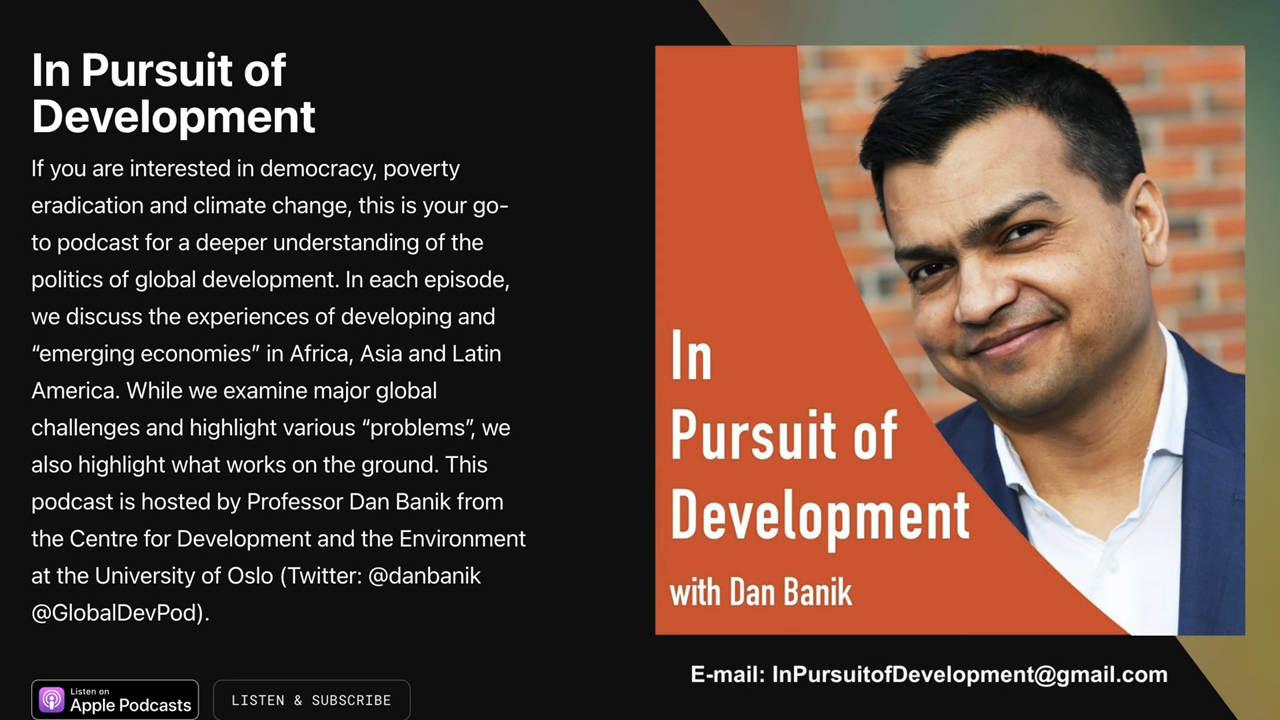 In Pursuit of
Development
If you are interested in democracy, poverty
eradication and climate change, this is your go-
to podcast for a deeper understanding of the
politics of global development. In each episode,
we discuss the experiences of developing and
“emerging economies” in Africa, Asia and Latin
America. While we examine major global
challenges and highlight various “problems”, we
also highlight what works on the ground. This
podcast is hosted by Professor Dan Banik from
the Centre for Development and the Environment
at the University of Oslo (Twitter: @danbanik
@GlobalDevPod).
Listen on
Apple Podcasts
LISTEN & SUBSCRIBE
In
Pursuit of
Development
with Dan Banik
E-mail: InPursuitofDevelopment@gmail.com